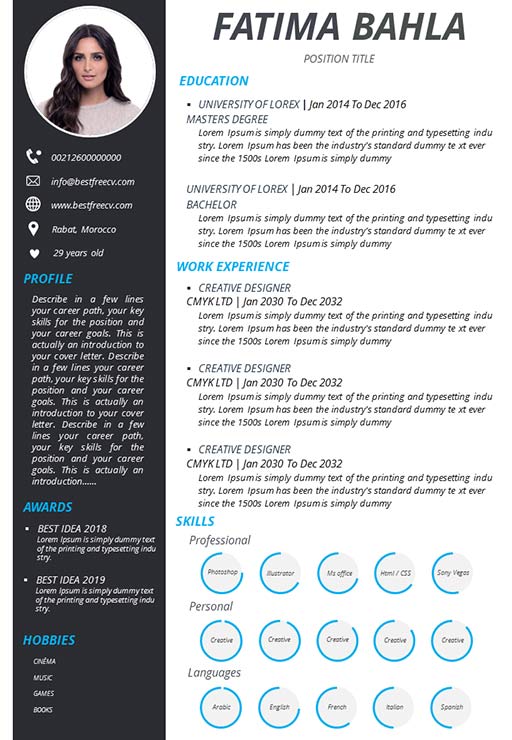 FATIMA BAHLA
POSITION TITLE
00212600000000
info@bestfreecv.com
www.bestfreecv.com
Rabat, Morocco
29 years old
PROFILE
Describe in a few lines
your career path, your key
skills for the position and
your career goals. This is
actually an introduction to
your cover letter. Describe
in a few lines your career
path, your key skills for the
position and your career
goals. This is actually an
introduction to your cover
letter. Describe in a few
lines your career path,
your key skills for the
position and your career
goals. This is actually an
introduction......
AWARDS
▪ BEST IDEA 2018
Lorem Ipsum is simply dummy text
of the printing and typesetting indu
stry.
▪ BEST IDEA 2019
Lorem Ipsum is simply dummy text
of the printing and typesetting indu
stry.
HOBBIES
CINÉMA
MUSIC
GAMES
BOOKS
EDUCATION
▪ UNIVERSITY OF LOREX | Jan 2014 To Dec 2016
MASTERS DEGREE
Lorem Ipsum is simply dummy text of the printing and typesetting indu
stry. Lorem Ipsum has been the industry's standard dummy te xt ever
since the 1500s Lorem Ipsum is simply dummy
UNIVERSITY OF LOREX | Jan 2014 To Dec 2016
BACHELOR
Lorem Ipsum is simply dummy text of the printing and typesetting indu
stry. Lorem Ipsum has been the industry's standard dummy te xt ever
since the 1500s Lorem Ipsum is simply dummy
WORK EXPERIENCE
▪ CREATIVE DESIGNER
CMYK LTD | Jan 2030 To Dec 2032
Lorem Ipsum is simply dummy text of the printing and typesetting indu
stry. Lorem Ipsum has been the industry's standard dummy te xt ever
since the 1500s Lorem Ipsum is simply dummy
▪ CREATIVE DESIGNER
CMYK LTD | Jan 2030 To Dec 2032
Lorem Ipsum is simply dummy text of the printing and typesetting indu
stry. Lorem Ipsum has been the industry's standard dummy te xt ever
since the 1500s Lorem Ipsum is simply dummy
▪ CREATIVE DESIGNER
CMYK LTD | Jan 2030 To Dec 2032
Lorem Ipsum is simply dummy text of the printing and typesetting indu
stry. Lorem Ipsum has been the industry's standard dummy te xt ever
since the 1500s Lorem Ipsum is simply dummy
SKILLS
Professional
Photoshop Illustrator Ms office Html / CSS Sony Vegas
Personal
Creative Creative Creative Creative Creative
Languages
Arabic English French Italian Spanish